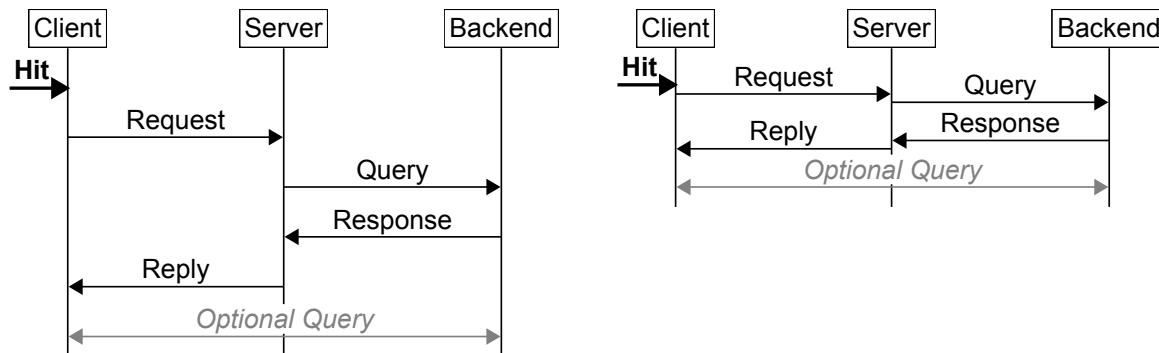 Client Server Backend
Hit
Request
Query
Response
Reply
Optional Query
Client Server Backend
Hit
Request
Query
Response
Reply
Optional Query